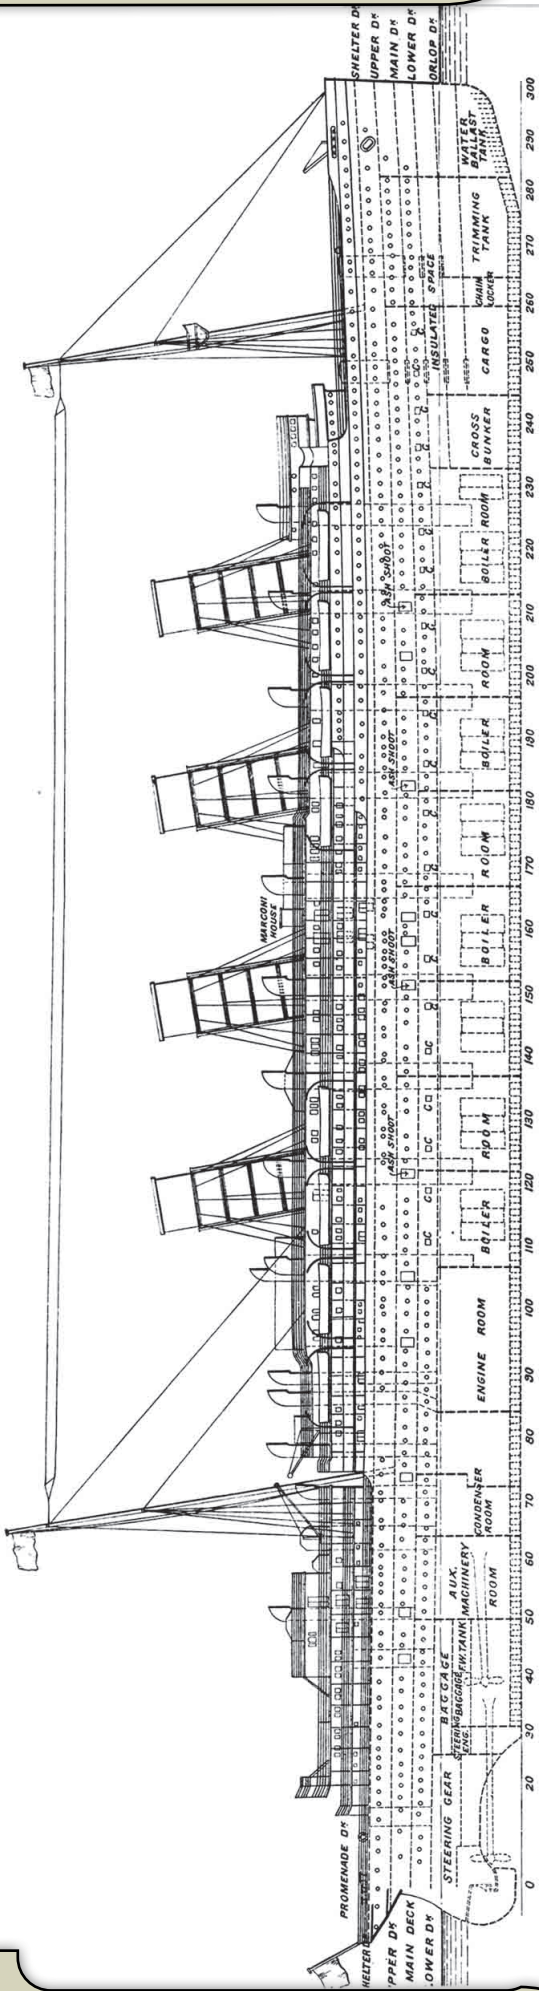 SHELTER DK
UPPER DK
MAIN DK
LOWER DK
ORLOP DK
WATER
BALLAST
TANK
TRIMMING
TANK
CHAIN
LOCKER
INSULATED SPACE
CARGO
CROSS
BUNKER
BOILER ROOM
ASH SHOOT
BOILER ROOM
ASH SHOOT
MARCONI
HOUSE
BOILER ROOM
ASH SHOOT
BOILER ROOM
ASH SHOOT
ENGINE ROOM
CONDENSER
ROOM
AUX.
MACHINERY
ROOM
F.W. TANK
BAGGAGE
BAGGAGE
STEERING
ENG.
STEERING GEAR
PROMENADE DK
SHELTER DK
UPPER DK
MAIN DECK
LOWER DK
0 20 30 40 50 60 70 80 90 100 110 120 130 140 150 160 170 180 190 200 210 220 230 240 250 260 270 280 290 300